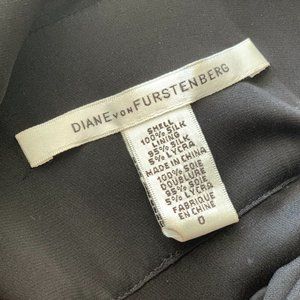 DIANE VON FURSTENBERG
SHELL
100% SILK
LINING
95% SILK
5% LYCRA
MADE IN CHINA
100% SOIE
DOUBLURE
95% SOIE
5% LYCRA
FABRIQUE
EN CHINE
0